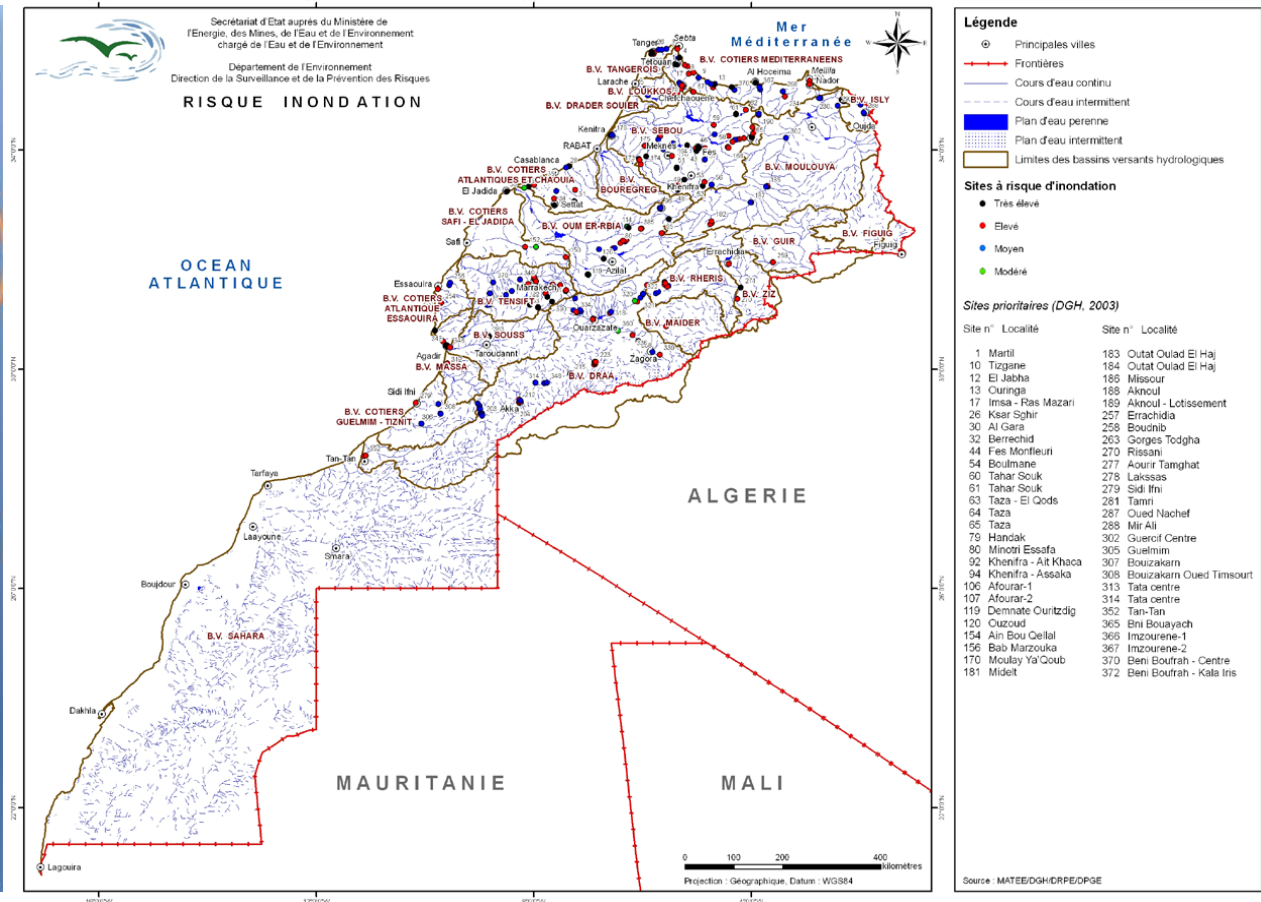 Secrétariat d'Etat auprès du Ministère de
l'Energie, des Mines, de l'Eau et de l'Environnement
chargé de l'Eau et de l'Environnement
Département de l'Environnement
Direction de la Surveillance et de la Prévention des Risques
RISQUE INONDATION
Mer
Méditerranée
N
OCEAN
ATLANTIQUE
ALGERIE
MAURITANIE
MALI
Tanger
Sebta
Tétouan
B.V. COTIERS MEDITERRANEENS
B.V. TANGEROIS
Larache
B.V. LOUKKOS
Chefchaouene
Al Hoceima
Melilla
Nador
B.V. DRADER SOUIER
B.V. ISLY
Oujda
Kenitra
B.V. SEBOU
RABAT
Meknès
Fès
Casablanca
B.V. COTIERS
ATLANTIQUES ET CHAOUIA
B.V.
BOUREGREG
Khenifra
B.V. MOULOUYA
El Jadida
Settat
B.V. COTIERS
SAFI - EL JADIDA
B.V. OUM ER-RBIA
Safi
Azilal
Errachidia
B.V. GUIR
B.V. FIGUIG
Figuig
Essaouira
B.V. COTIERS
ATLANTIQUE
ESSAOUIRA
Marrakech
B.V. TENSIFT
B.V. RHERIS
B.V. ZIZ
Ouarzazate
B.V. MAIDER
B.V. SOUSS
Taroudannt
Agadir
B.V. MASSA
Zagora
B.V. DRAA
Sidi Ifni
B.V. COTIERS
GUELMIM - TIZNIT
Akka
Tan-Tan
Tarfaya
Laayoune
Smara
Boujdour
B.V. SAHARA
Dakhla
Lagouira
0 100 200 400
kilomètres
Projection : Géographique, Datum : WGS84
Légende
Principales villes
Frontières
Cours d'eau continu
Cours d'eau intermittent
Plan d'eau perenne
Plan d'eau intermittent
Limites des bassins versants hydrologiques
Sites à risque d'inondation
Très élevé
Elevé
Moyen
Modéré
Sites prioritaires (DGH, 2003)
Site n° Localité
1 Martil
10 Tizgane
12 El Jabha
13 Ouringa
17 Imsa - Ras Mazari
26 Ksar Sghir
30 Al Gara
32 Berrechid
44 Fes Monfleuri
54 Boulmane
60 Tahar Souk
61 Tahar Souk
63 Taza - El Qods
64 Taza
65 Taza
79 Handak
80 Minotri Essafa
92 Khenifra - Ait Khaca
94 Khenifra - Assaka
106 Afourar-1
107 Afourar-2
119 Demnate Ouritzdig
120 Ouzoud
154 Ain Bou Qellal
156 Bab Marzouka
170 Moulay Ya'Qoub
181 Midelt
Site n° Localité
183 Outat Oulad El Haj
184 Outat Oulad El Haj
186 Missour
188 Aknoul
189 Aknoul - Lotissement
257 Errachidia
258 Boudnib
263 Gorges Todgha
270 Rissani
277 Aourir Tamghat
278 Lakssas
279 Sidi Ifni
281 Tamri
287 Oued Nachef
288 Mir Ali
302 Guercif Centre
305 Guelmim
307 Bouizakarn
308 Bouizakarn Oued Timsourt
313 Tata centre
314 Tata centre
352 Tan-Tan
365 Bni Bouayach
366 Imzourene-1
367 Imzourene-2
370 Beni Boufrah - Centre
372 Beni Boufrah - Kala Iris
Source : MATEE/DGH/DRPE/DPGE